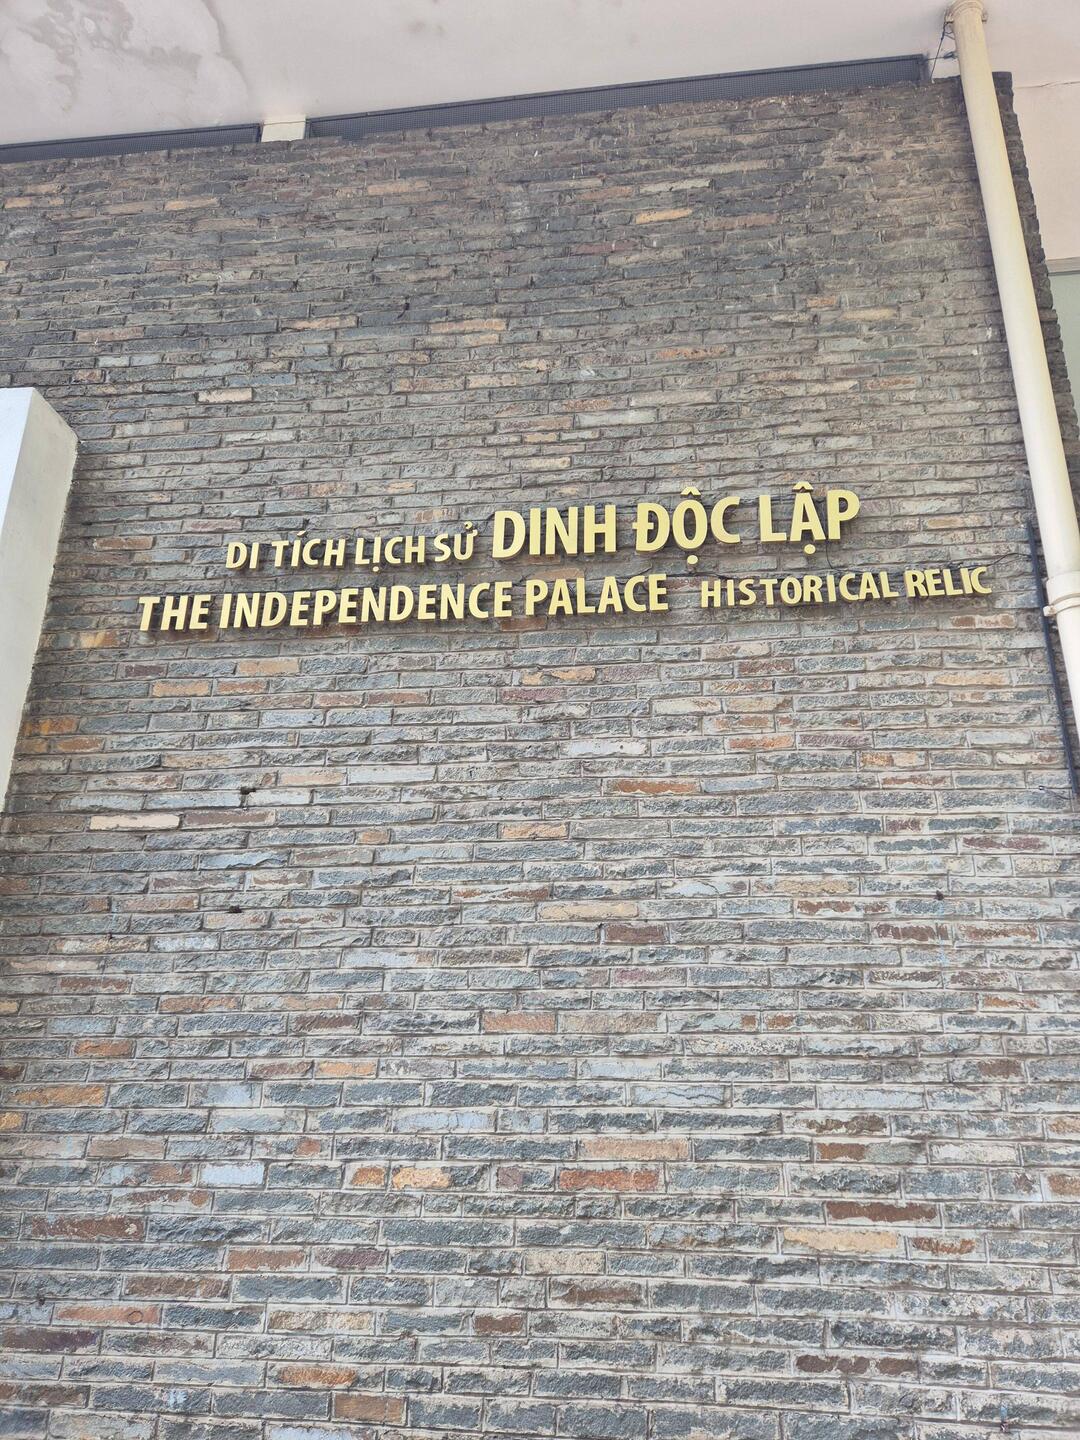 DI TÍCH LỊCH SỬ DINH ĐỘC LẬP
THE INDEPENDENCE PALACE HISTORICAL RELIC